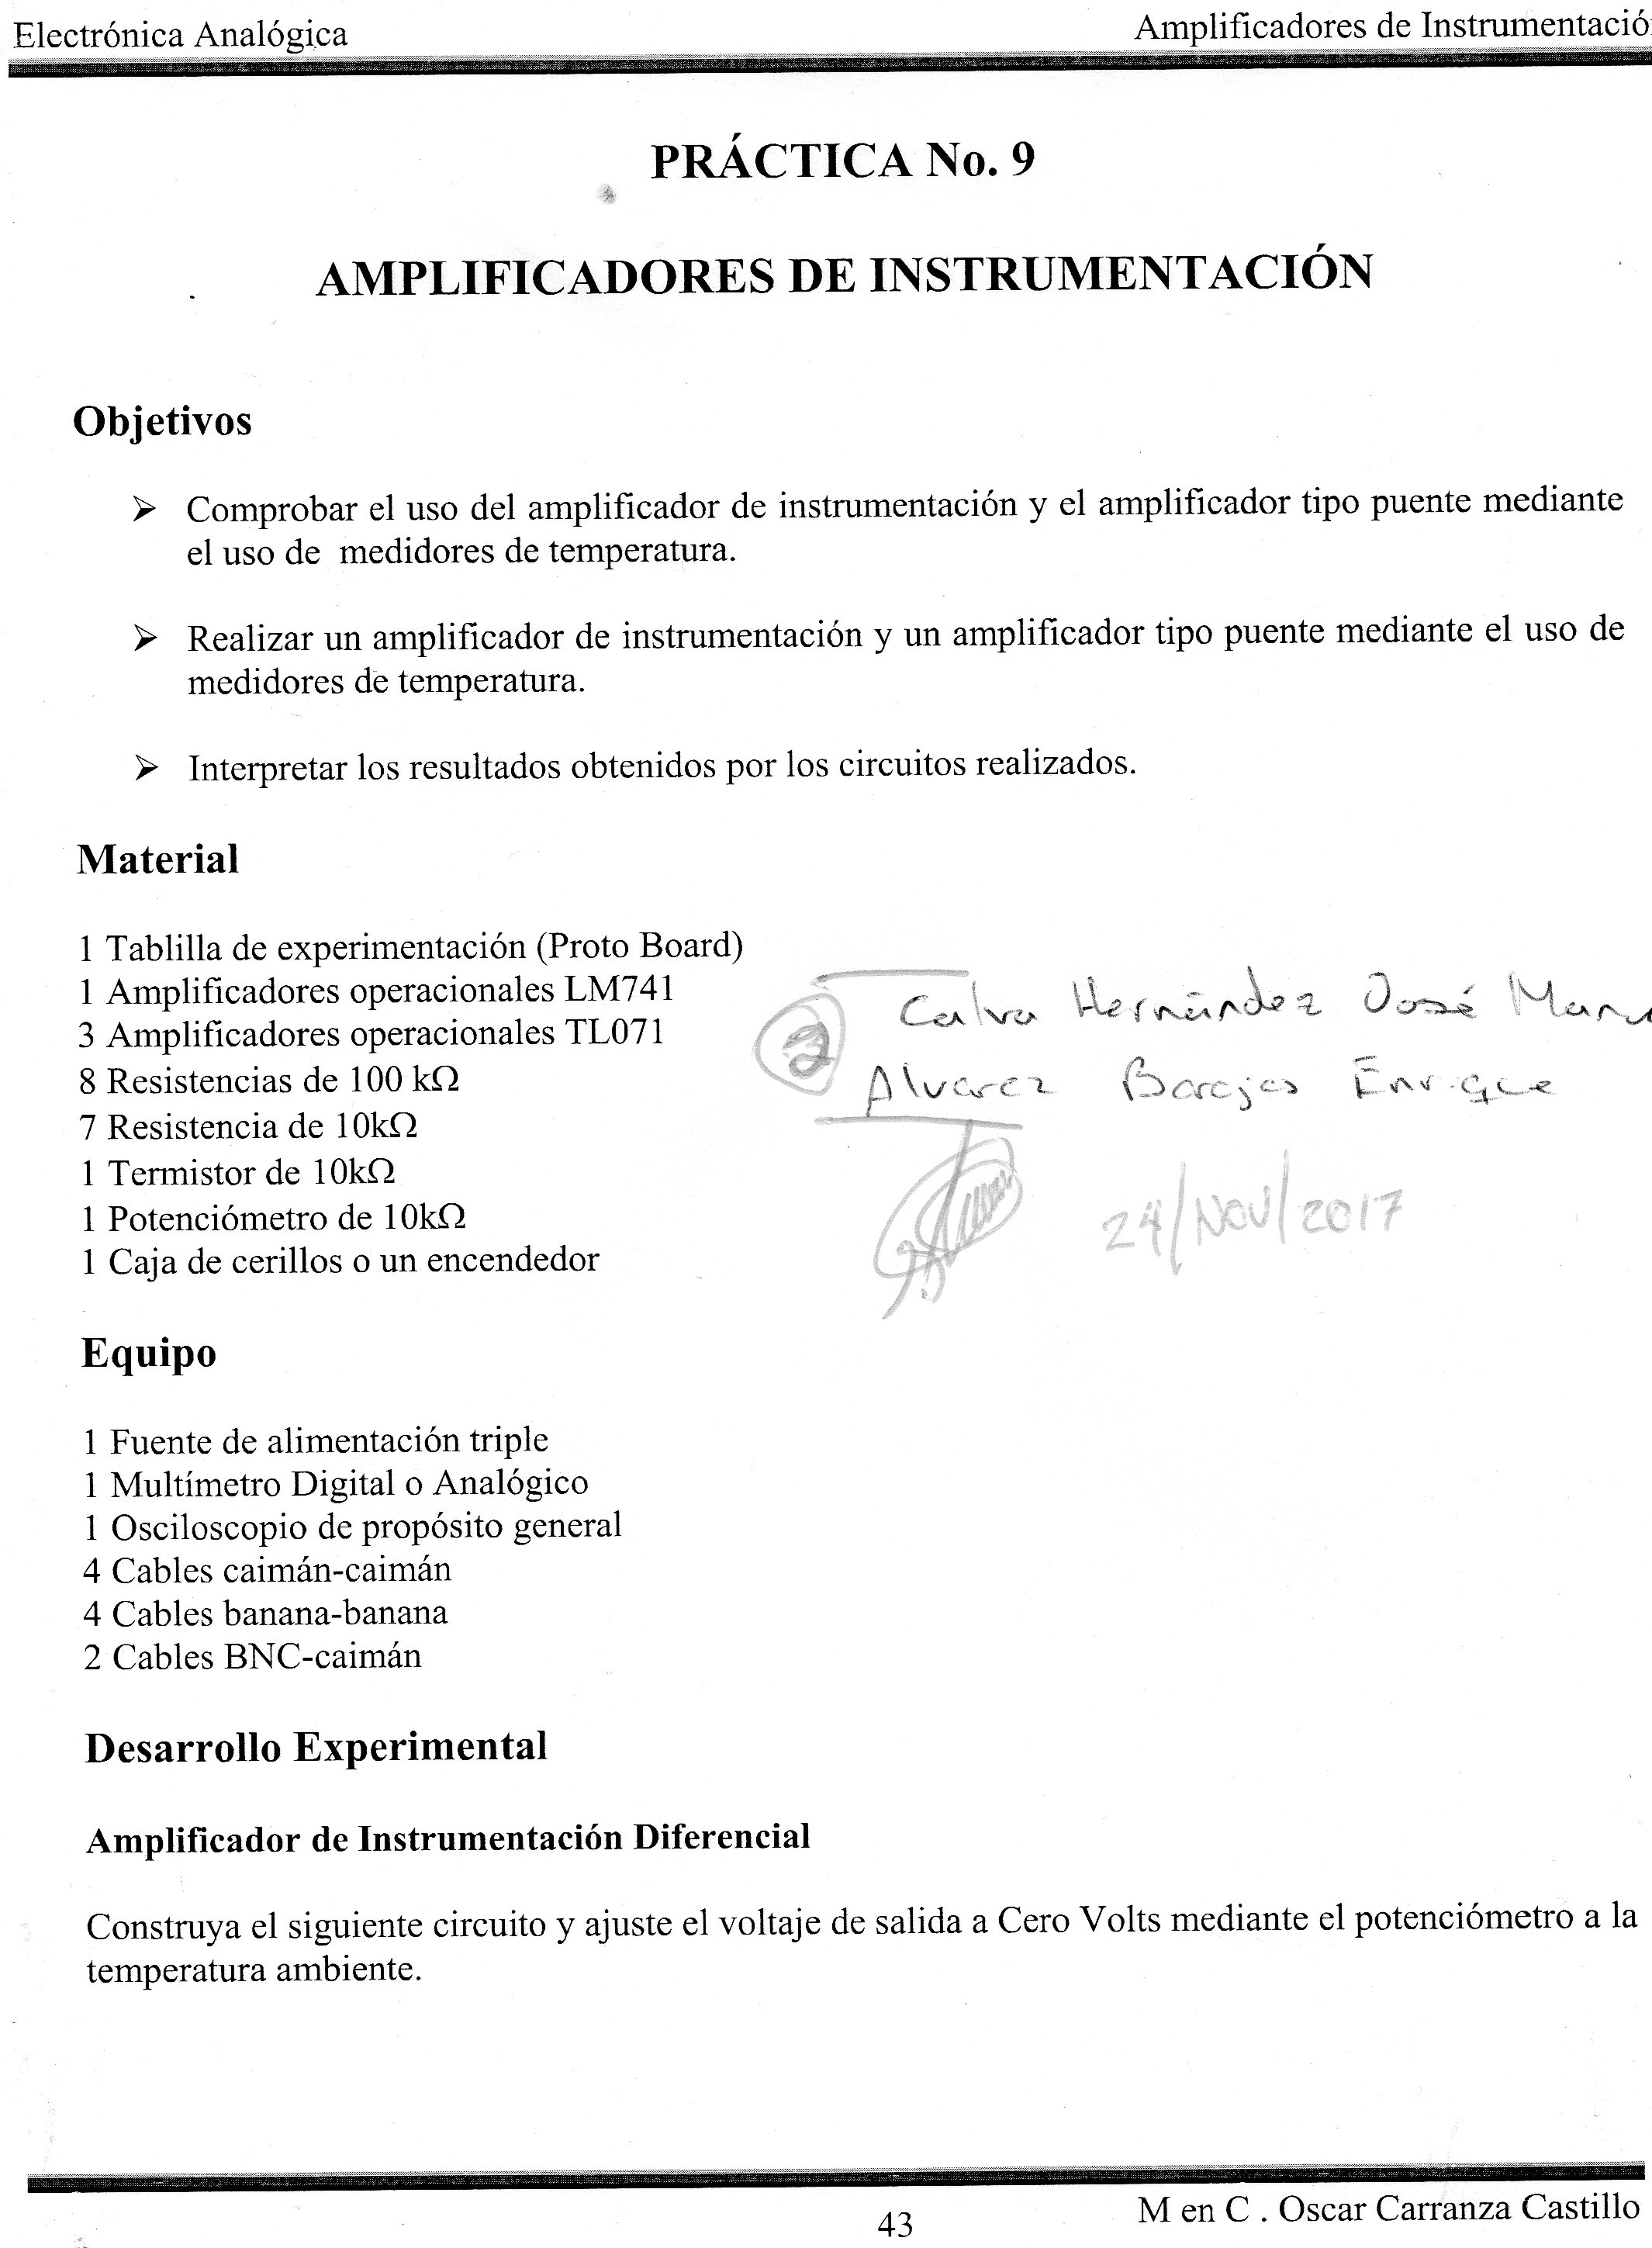 Electrónica Analógica
Amplificadores de Instrumentació
PRÁCTICA No. 9
AMPLIFICADORES DE INSTRUMENTACIÓN
Objetivos
➢ Comprobar el uso del amplificador de instrumentación y el amplificador tipo puente mediante
el uso de medidores de temperatura.
➢ Realizar un amplificador de instrumentación y un amplificador tipo puente mediante el uso de
medidores de temperatura.
➢ Interpretar los resultados obtenidos por los circuitos realizados.
Material
1 Tablilla de experimentación (Proto Board)
1 Amplificadores operacionales LM741
3 Amplificadores operacionales TL071
8 Resistencias de 100 kΩ
7 Resistencia de 10kΩ
1 Termistor de 10kΩ
1 Potenciómetro de 10kΩ
1 Caja de cerillos o un encendedor
Calva Hernández José
Alvarez Barajas Enrique
24/Nov/2017
Equipo
1 Fuente de alimentación triple
1 Multímetro Digital o Analógico
1 Osciloscopio de propósito general
4 Cables caimán-caimán
4 Cables banana-banana
2 Cables BNC-caimán
Desarrollo Experimental
Amplificador de Instrumentación Diferencial
Construya el siguiente circuito y ajuste el voltaje de salida a Cero Volts mediante el potenciómetro a la
temperatura ambiente.
43
M en C . Oscar Carranza Castillo